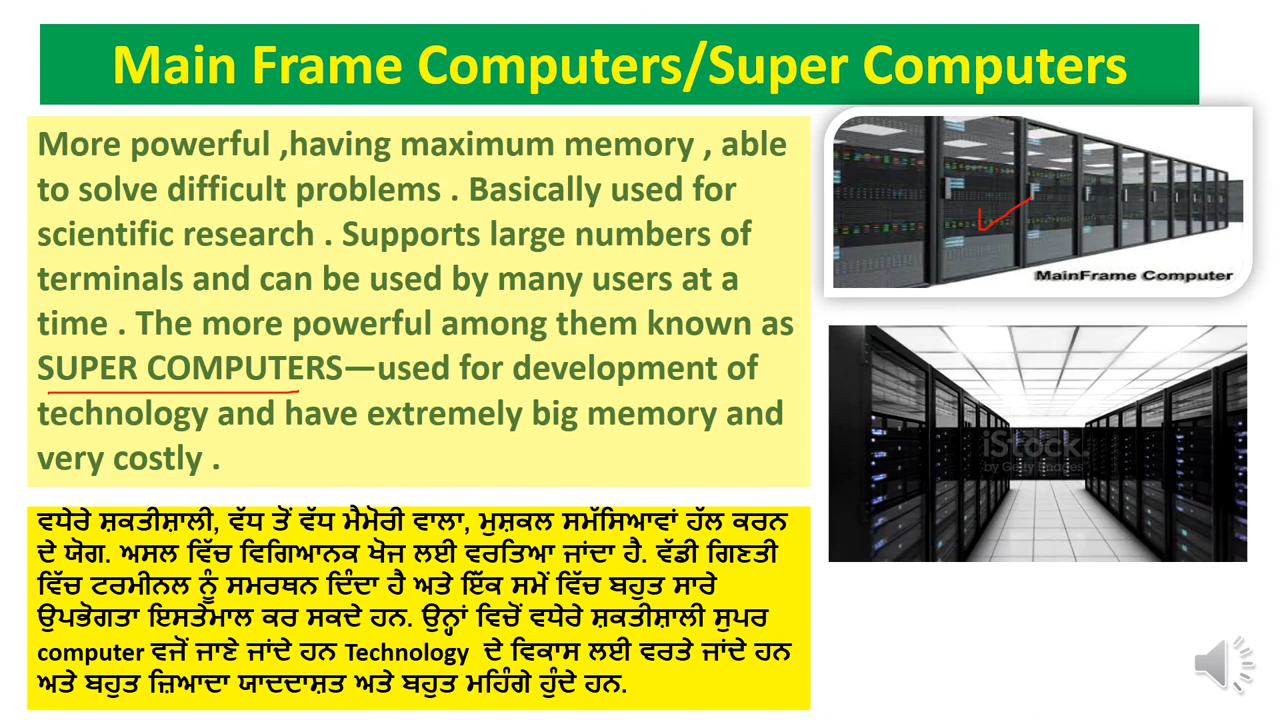 Main Frame Computers/Super Computers
More powerful ,having maximum memory , able
to solve difficult problems . Basically used for
scientific research . Supports large numbers of
terminals and can be used by many users at a
time . The more powerful among them known as
SUPER COMPUTERS—used for development of
technology and have extremely big memory and
very costly .
MainFrame Computer
iStock.
by Getty Images
ਵਧੇਰੇ ਸ਼ਕਤੀਸ਼ਾਲੀ, ਵੱਧ ਤੋਂ ਵੱਧ ਮੈਮੋਰੀ ਵਾਲਾ, ਮੁਸ਼ਕਲ ਸਮੱਸਿਆਵਾਂ ਹੱਲ ਕਰਨ
ਦੇ ਯੋਗ. ਅਸਲ ਵਿੱਚ ਵਿਗਿਆਨਕ ਖੋਜ ਲਈ ਵਰਤਿਆ ਜਾਂਦਾ ਹੈ. ਵੱਡੀ ਗਿਣਤੀ
ਵਿੱਚ ਟਰਮੀਨਲ ਨੂੰ ਸਮਰਥਨ ਦਿੰਦਾ ਹੈ ਅਤੇ ਇੱਕ ਸਮੇਂ ਵਿੱਚ ਬਹੁਤ ਸਾਰੇ
ਉਪਭੋਗਤਾ ਇਸਤੇਮਾਲ ਕਰ ਸਕਦੇ ਹਨ. ਉਨ੍ਹਾਂ ਵਿਚੋਂ ਵਧੇਰੇ ਸ਼ਕਤੀਸ਼ਾਲੀ ਸੁਪਰ
computer ਵਜੋਂ ਜਾਣੇ ਜਾਂਦੇ ਹਨ Technology ਦੇ ਵਿਕਾਸ ਲਈ ਵਰਤੇ ਜਾਂਦੇ ਹਨ
ਅਤੇ ਬਹੁਤ ਜ਼ਿਆਦਾ ਯਾਦਦਾਸ਼ਤ ਅਤੇ ਬਹੁਤ ਮਹਿੰਗੇ ਹੁੰਦੇ ਹਨ.